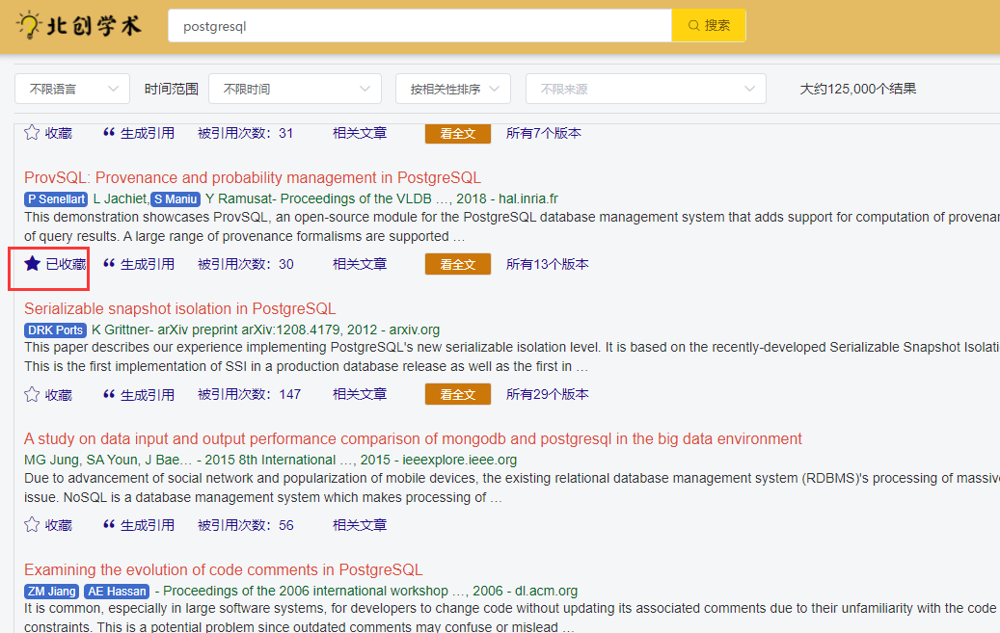 北创学术
postgresql
搜索
不限语言 时间范围 不限时间 按相关性排序 不限来源 大约125,000个结果
收藏 生成引用 被引用次数：31 相关文章 看全文 所有7个版本
ProvSQL: Provenance and probability management in PostgreSQL
P Senellart L Jachiet, S Maniu Y Ramusat- Proceedings of the VLDB …, 2018 - hal.inria.fr
This demonstration showcases ProvSQL, an open-source module for the PostgreSQL database management system that adds support for computation of provenan
of query results. A large range of provenance formalisms are supported …
已收藏 生成引用 被引用次数：30 相关文章 看全文 所有13个版本
Serializable snapshot isolation in PostgreSQL
DRK Ports K Grittner- arXiv preprint arXiv:1208.4179, 2012 - arxiv.org
This paper describes our experience implementing PostgreSQL's new serializable isolation level. It is based on the recently-developed Serializable Snapshot Isolati
This is the first implementation of SSI in a production database release as well as the first in …
收藏 生成引用 被引用次数：147 相关文章 看全文 所有29个版本
A study on data input and output performance comparison of mongodb and postgresql in the big data environment
MG Jung, SA Youn, J Bae… - 2015 8th International …, 2015 - ieeexplore.ieee.org
Due to advancement of social network and popularization of mobile devices, the existing relational database management system (RDBMS)'s processing of massive
issue. NoSQL is a database management system which makes processing of …
收藏 生成引用 被引用次数：56 相关文章
Examining the evolution of code comments in PostgreSQL
ZM Jiang AE Hassan - Proceedings of the 2006 international workshop …, 2006 - dl.acm.org
It is common, especially in large software systems, for developers to change code without updating its associated comments due to their unfamiliarity with the code
constraints. This is a potential problem since outdated comments may confuse or mislead …